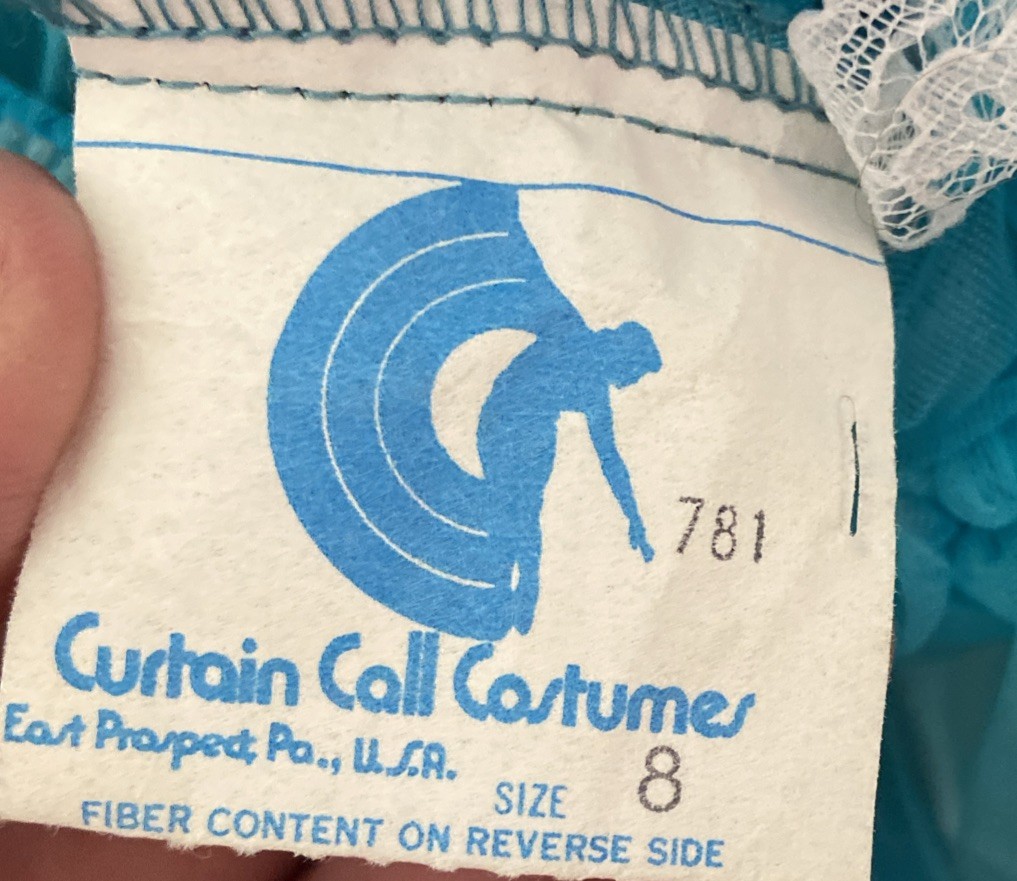 781
Curtain Call Costumes
East Prospect, Pa., U.S.A.
SIZE 8
FIBER CONTENT ON REVERSE SIDE